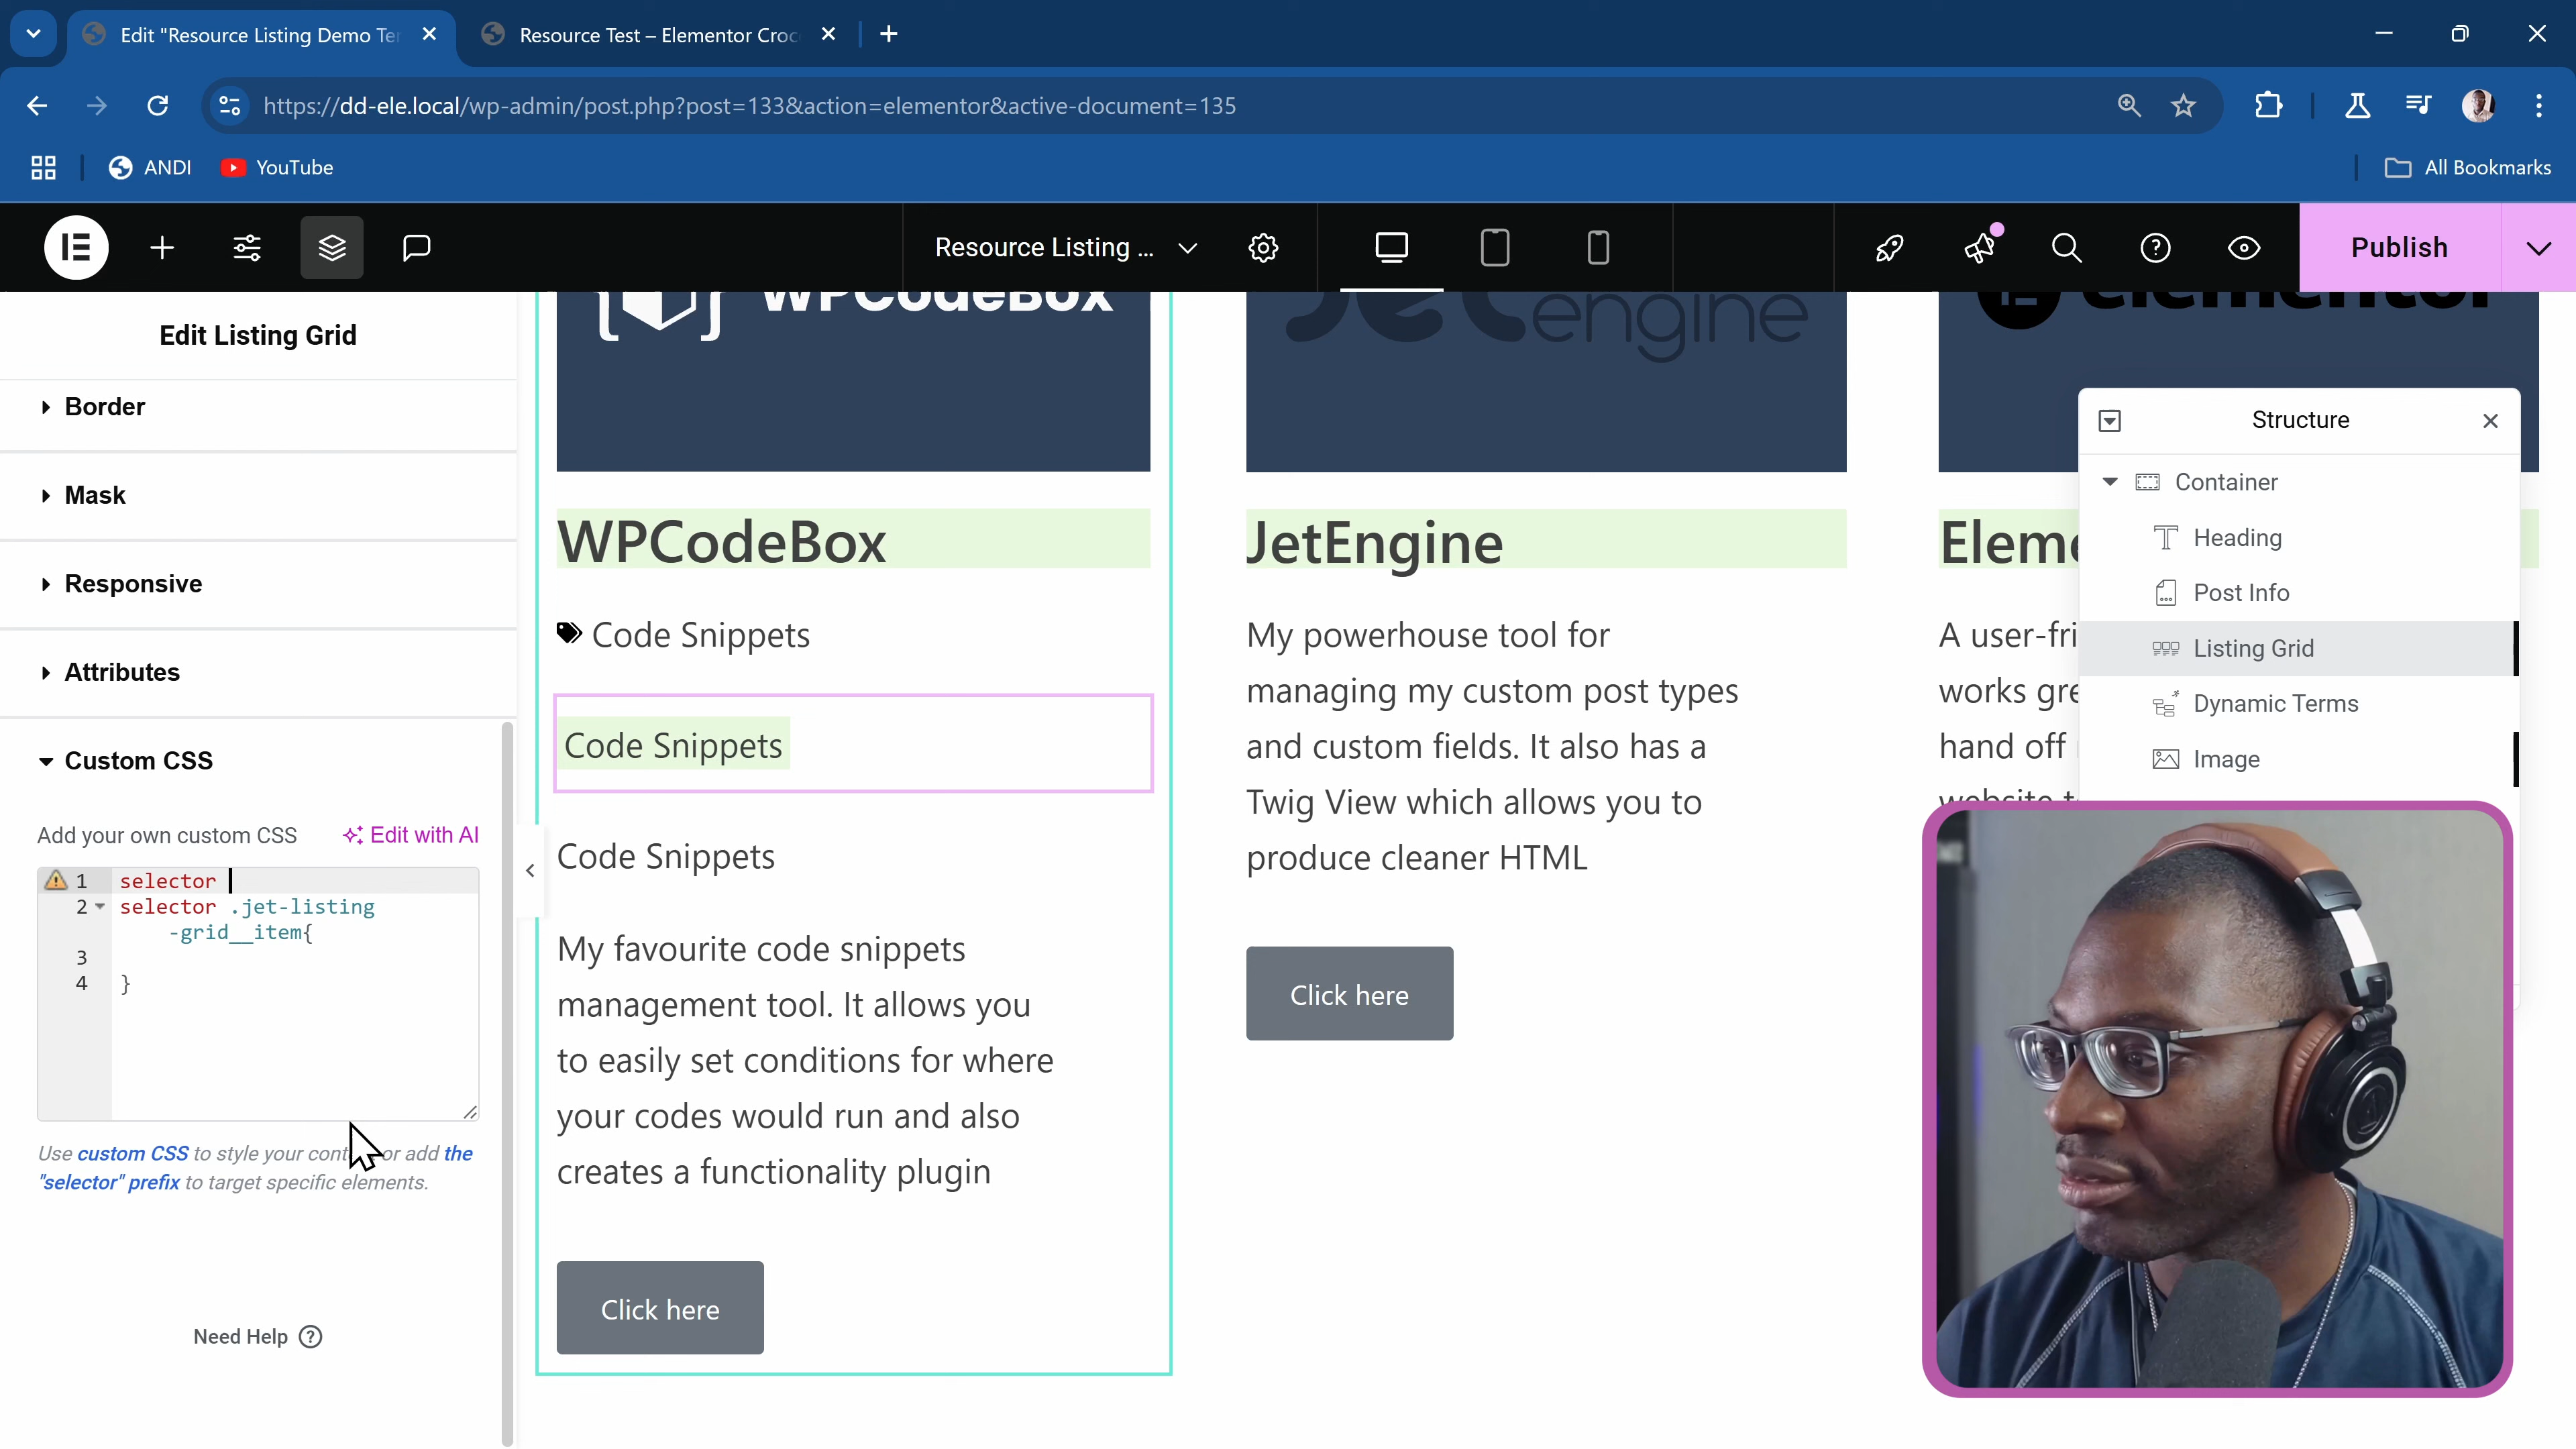 Edit "Resource Listing Demo Te
Resource Test – Elementor Croc
https://dd-ele.local/wp-admin/post.php?post=133&action=elementor&active-document=135
ANDI
YouTube
All Bookmarks
Resource Listing ...
Publish
Edit Listing Grid
Border
Mask
Responsive
Attributes
Custom CSS
Add your own custom CSS
Edit with AI
1 selector
2 selector .jet-listing
-grid__item{
3
4 }
Use custom CSS to style your cont or add the
"selector" prefix to target specific elements.
Need Help
WPCodeBox
WPCodeBox
Code Snippets
Code Snippets
Code Snippets
My favourite code snippets
management tool. It allows you
to easily set conditions for where
your codes would run and also
creates a functionality plugin
Click here
Jet engine
JetEngine
My powerhouse tool for
managing my custom post types
and custom fields. It also has a
Twig View which allows you to
produce cleaner HTML
Click here
elementor
Eleme
A user-fri
works gre
hand off
website t
Structure
Container
Heading
Post Info
Listing Grid
Dynamic Terms
Image